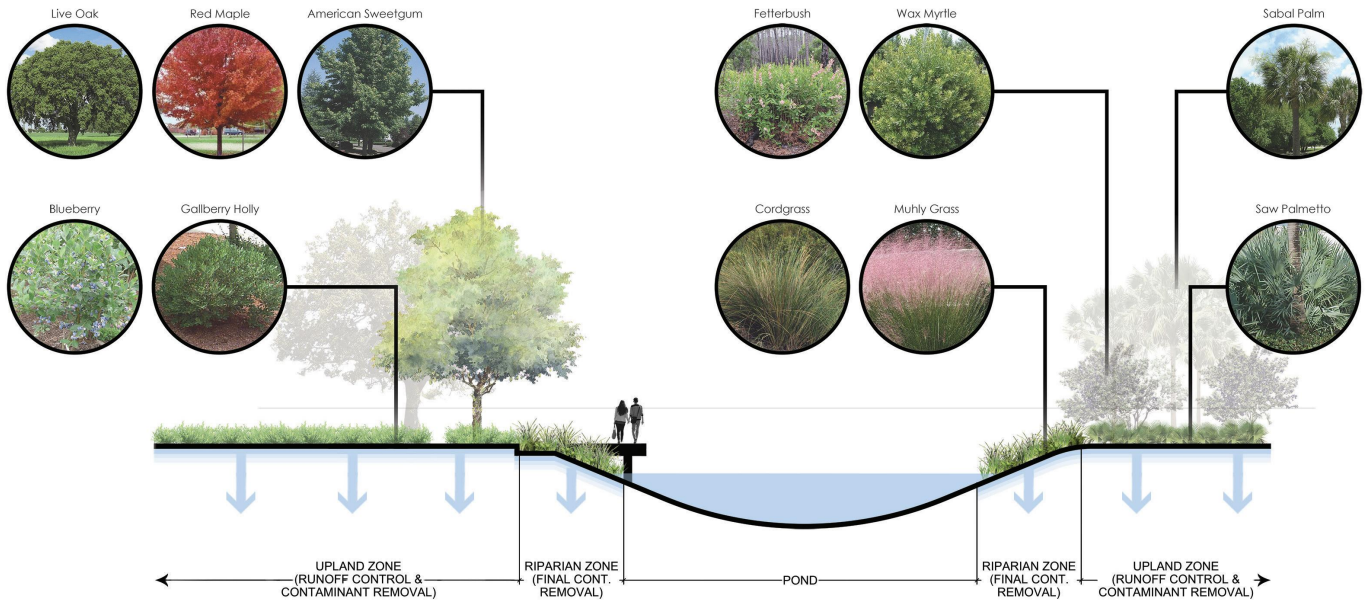 Live Oak
Red Maple
American Sweetgum
Fetterbush
Wax Myrtle
Sabal Palm
Blueberry
Gallberry Holly
Cordgrass
Muhly Grass
Saw Palmetto
UPLAND ZONE
(RUNOFF CONTROL &
CONTAMINANT REMOVAL)
RIPARIAN ZONE
(FINAL CONT.
REMOVAL)
POND
RIPARIAN ZONE
(FINAL CONT.
REMOVAL)
UPLAND ZONE
(RUNOFF CONTROL &
CONTAMINANT REMOVAL)